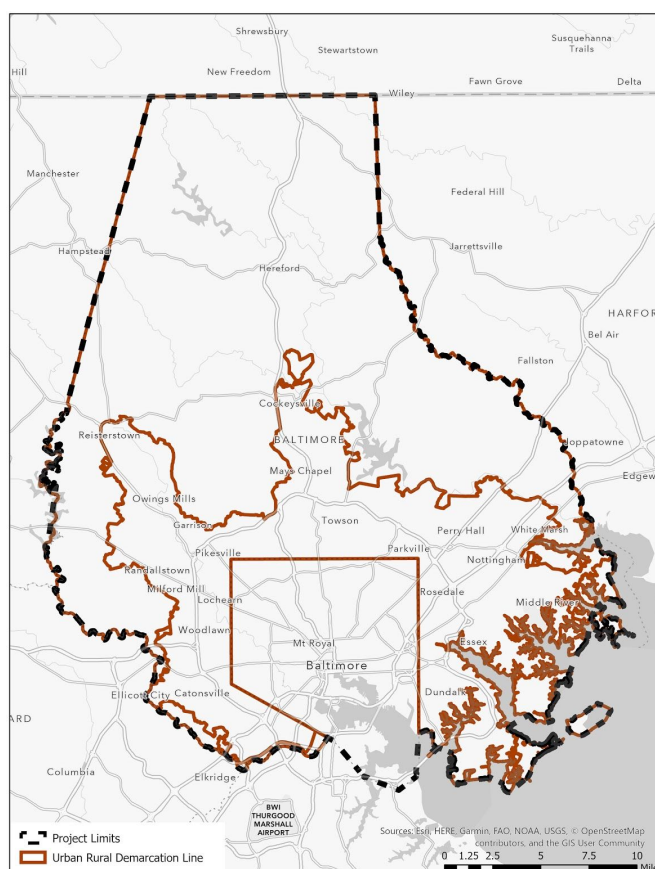 Shrewsbury
Stewartstown
Susquehanna
Trails
Hill
New Freedom
Fawn Grove
Delta
Wiley
Manchester
Federal Hill
Hampstead
Jarrettsville
Hereford
HARFOR
Bel Air
Fallston
Cockeysville
Reisterstown
BALTIMORE
Joppatowne
Mays Chapel
Edgew
Owings Mills
Garrison
Towson
Perry Hall
White Marsh
Pikesville
Parkville
Nottingham
Randallstown
Milford Mill
Lochearn
Rosedale
Middle River
Woodlawn
Mt Royal
Essex
Baltimore
Ellicott City
Catonsville
Dundalk
ARD
Columbia
Elkridge
BWI
THURGOOD
MARSHALL
AIRPORT
Sources: Esri, HERE, Garmin, FAO, NOAA, USGS, © OpenStreetMap
contributors, and the GIS User Community
Project Limits
Urban Rural Demarcation Line
0 1.25 2.5 5 7.5 10
Mile